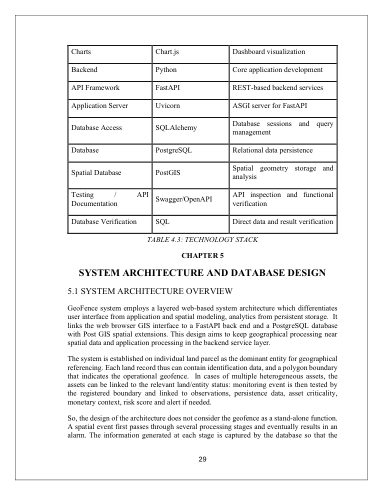 Charts Chart.js Dashboard visualization
Backend Python Core application development
API Framework FastAPI REST-based backend services
Application Server Uvicorn ASGI server for FastAPI
Database Access SQLAlchemy Database sessions and query
management
Database PostgreSQL Relational data persistence
Spatial Database PostGIS Spatial geometry storage and
analysis
Testing / API
Documentation Swagger/OpenAPI API inspection and functional
verification
Database Verification SQL Direct data and result verification
TABLE 4.3: TECHNOLOGY STACK
CHAPTER 5
SYSTEM ARCHITECTURE AND DATABASE DESIGN
5.1 SYSTEM ARCHITECTURE OVERVIEW
GeoFence system employs a layered web-based system architecture which differentiates
user interface from application and spatial modeling, analytics from persistent storage. It
links the web browser GIS interface to a FastAPI back end and a PostgreSQL database
with Post GIS spatial extensions. This design aims to keep geographical processing near
spatial data and application processing in the backend service layer.
The system is established on individual land parcel as the dominant entity for geographical
referencing. Each land record thus can contain identification data, and a polygon boundary
that indicates the operational geofence. In cases of multiple heterogeneous assets, the
assets can be linked to the relevant land/entity status: monitoring event is then tested by
the registered boundary and linked to observations, persistence data, asset criticality,
monetary context, risk score and alert if needed.
So, the design of the architecture does not consider the geofence as a stand-alone function.
A spatial event first passes through several processing stages and eventually results in an
alarm. The information generated at each stage is captured by the database so that the
29